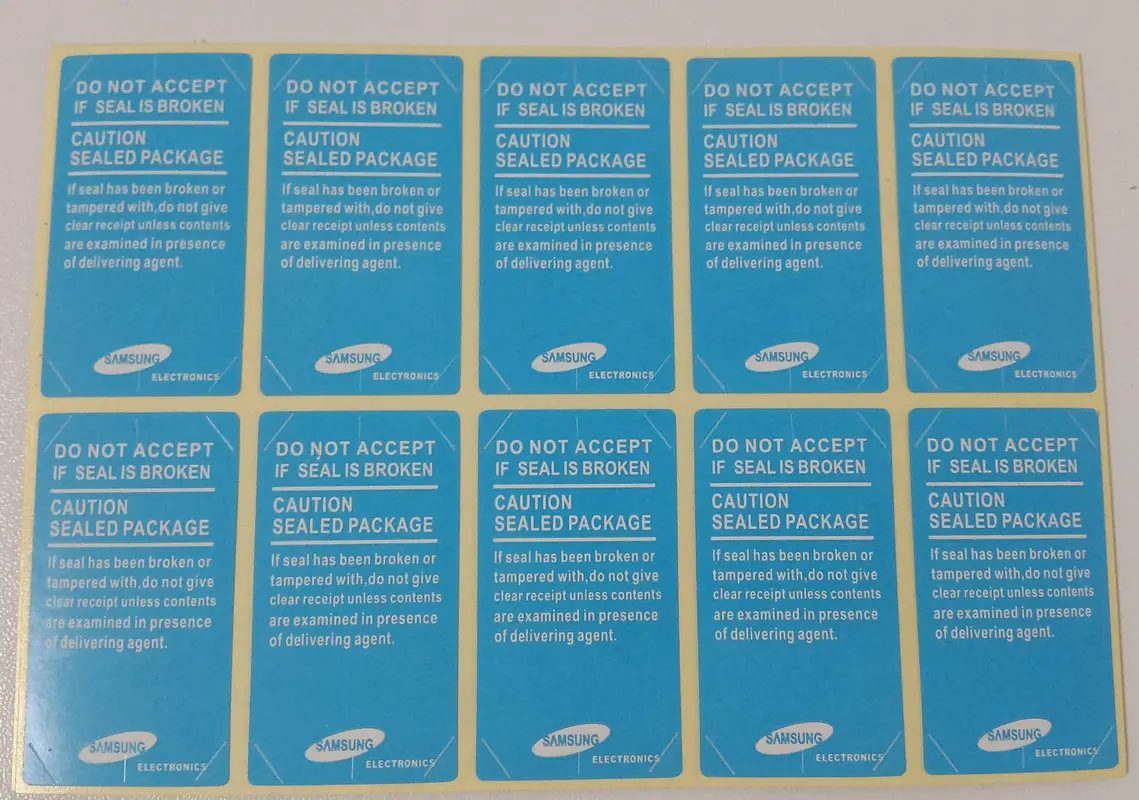 DO NOT ACCEPT
IF SEAL IS BROKEN
CAUTION
SEALED PACKAGE
If seal has been broken or
tampered with,do not give
clear receipt unless contents
are examined in presence
of delivering agent.
SAMSUNG
ELECTRONICS
DO NOT ACCEPT
IF SEAL IS BROKEN
CAUTION
SEALED PACKAGE
If seal has been broken or
tampered with,do not give
clear receipt unless contents
are examined in presence
of delivering agent.
SAMSUNG
ELECTRONICS
DO NOT ACCEPT
IF SEAL IS BROKEN
CAUTION
SEALED PACKAGE
If seal has been broken or
tampered with,do not give
clear receipt unless contents
are examined in presence
of delivering agent.
SAMSUNG
ELECTRONICS
DO NOT ACCEPT
IF SEAL IS BROKEN
CAUTION
SEALED PACKAGE
If seal has been broken or
tampered with,do not give
clear receipt unless contents
are examined in presence
of delivering agent.
SAMSUNG
ELECTRONICS
DO NOT ACCEPT
IF SEAL IS BROKEN
CAUTION
SEALED PACKAGE
If seal has been broken or
tampered with,do not give
clear receipt unless contents
are examined in presence
of delivering agent.
SAMSUNG
ELECTRONICS
DO NOT ACCEPT
IF SEAL IS BROKEN
CAUTION
SEALED PACKAGE
If seal has been broken or
tampered with,do not give
clear receipt unless contents
are examined in presence
of delivering agent.
SAMSUNG
ELECTRONICS
DO NOT ACCEPT
IF SEAL IS BROKEN
CAUTION
SEALED PACKAGE
If seal has been broken or
tampered with,do not give
clear receipt unless contents
are examined in presence
of delivering agent.
SAMSUNG
ELECTRONICS
DO NOT ACCEPT
IF SEAL IS BROKEN
CAUTION
SEALED PACKAGE
If seal has been broken or
tampered with,do not give
clear receipt unless contents
are examined in presence
of delivering agent.
SAMSUNG
ELECTRONICS
DO NOT ACCEPT
IF SEAL IS BROKEN
CAUTION
SEALED PACKAGE
If seal has been broken or
tampered with,do not give
clear receipt unless contents
are examined in presence
of delivering agent.
SAMSUNG
ELECTRONICS
DO NOT ACCEPT
IF SEAL IS BROKEN
CAUTION
SEALED PACKAGE
If seal has been broken or
tampered with,do not give
clear receipt unless contents
are examined in presence
of delivering agent.
SAMSUNG
ELECTRONICS